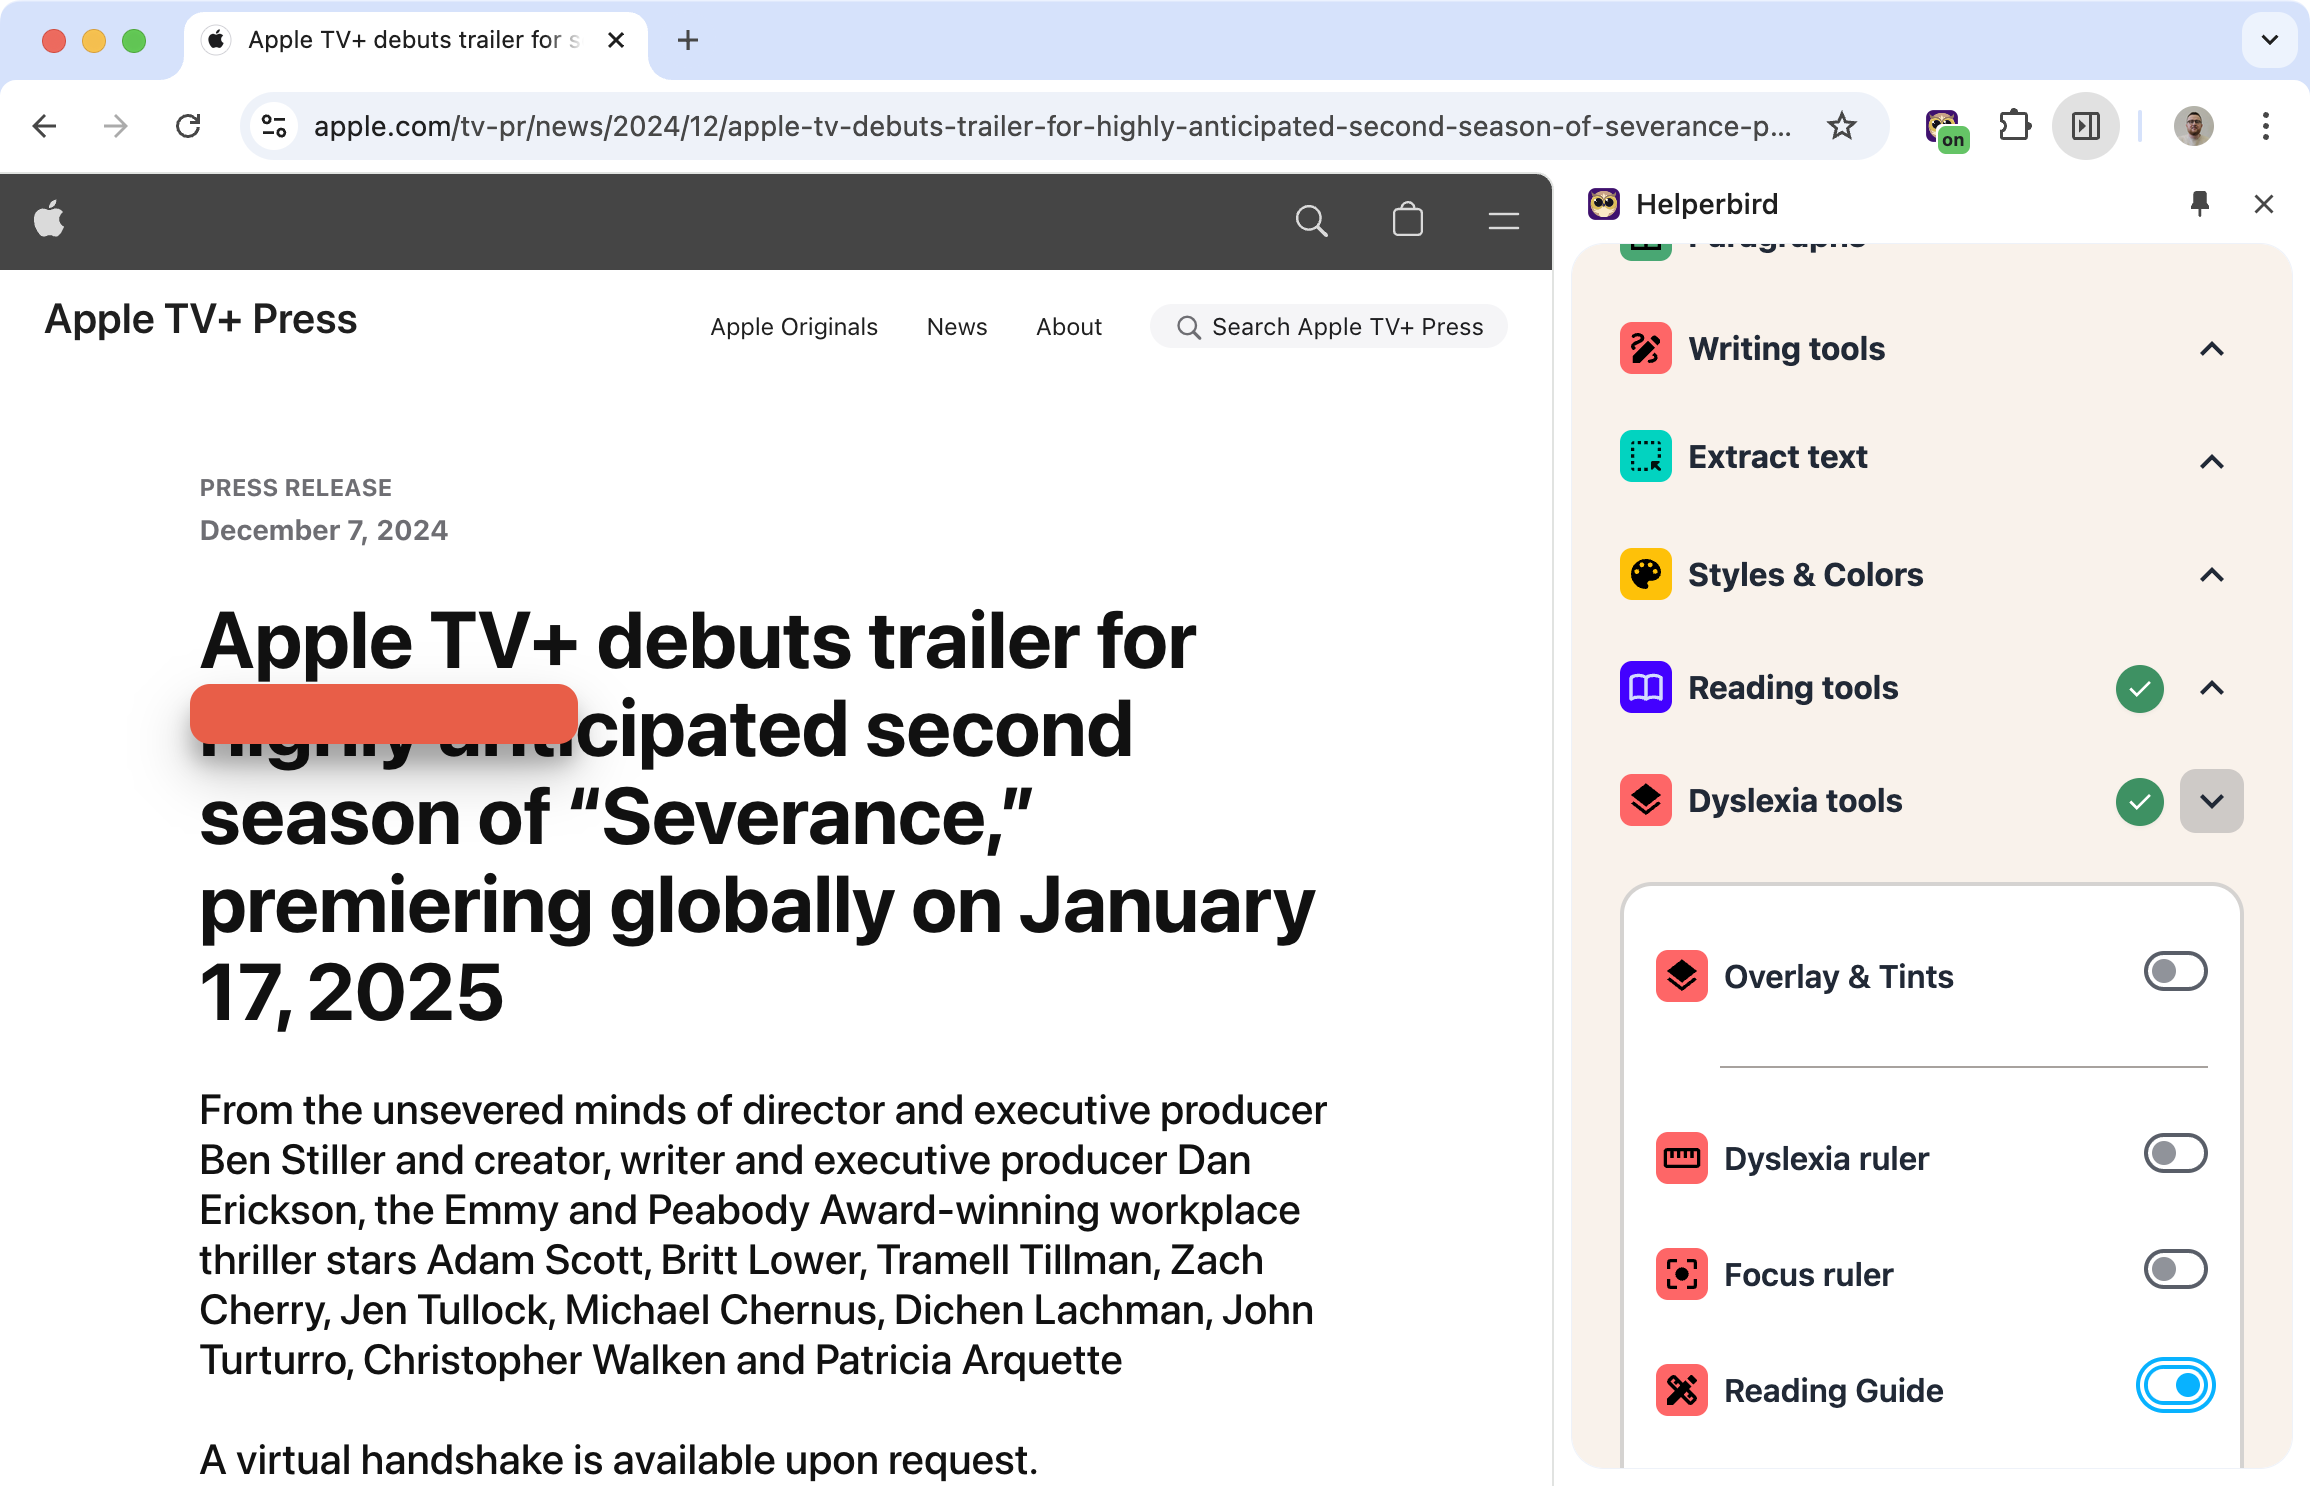 Apple TV+ debuts trailer for s
apple.com/tv-pr/news/2024/12/apple-tv-debuts-trailer-for-highly-anticipated-second-season-of-severance-p...
on
Helperbird
Apple TV+ Press
Apple Originals
News
About
Search Apple TV+ Press
PRESS RELEASE
December 7, 2024
Apple TV+ debuts trailer for
highly anticipated second
season of “Severance,”
premiering globally on January
17, 2025
From the unsevered minds of director and executive producer
Ben Stiller and creator, writer and executive producer Dan
Erickson, the Emmy and Peabody Award-winning workplace
thriller stars Adam Scott, Britt Lower, Tramell Tillman, Zach
Cherry, Jen Tullock, Michael Chernus, Dichen Lachman, John
Turturro, Christopher Walken and Patricia Arquette
A virtual handshake is available upon request.
Paragraphs
Writing tools
Extract text
Styles & Colors
Reading tools
Dyslexia tools
Overlay & Tints
Dyslexia ruler
Focus ruler
Reading Guide